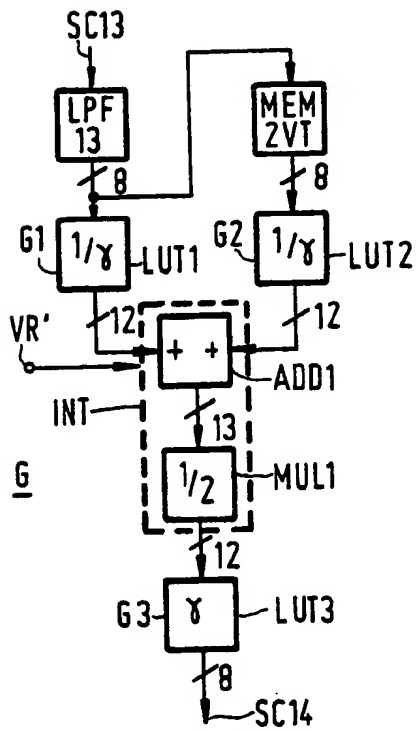 SC13
LPF
13
MEM
2VT
8
8
G1
1/γ
LUT1
G2
1/γ
LUT2
12
12
VR'
+ +
ADD1
INT
13
G
1/2
MUL1
12
G3
γ
LUT3
8
SC14